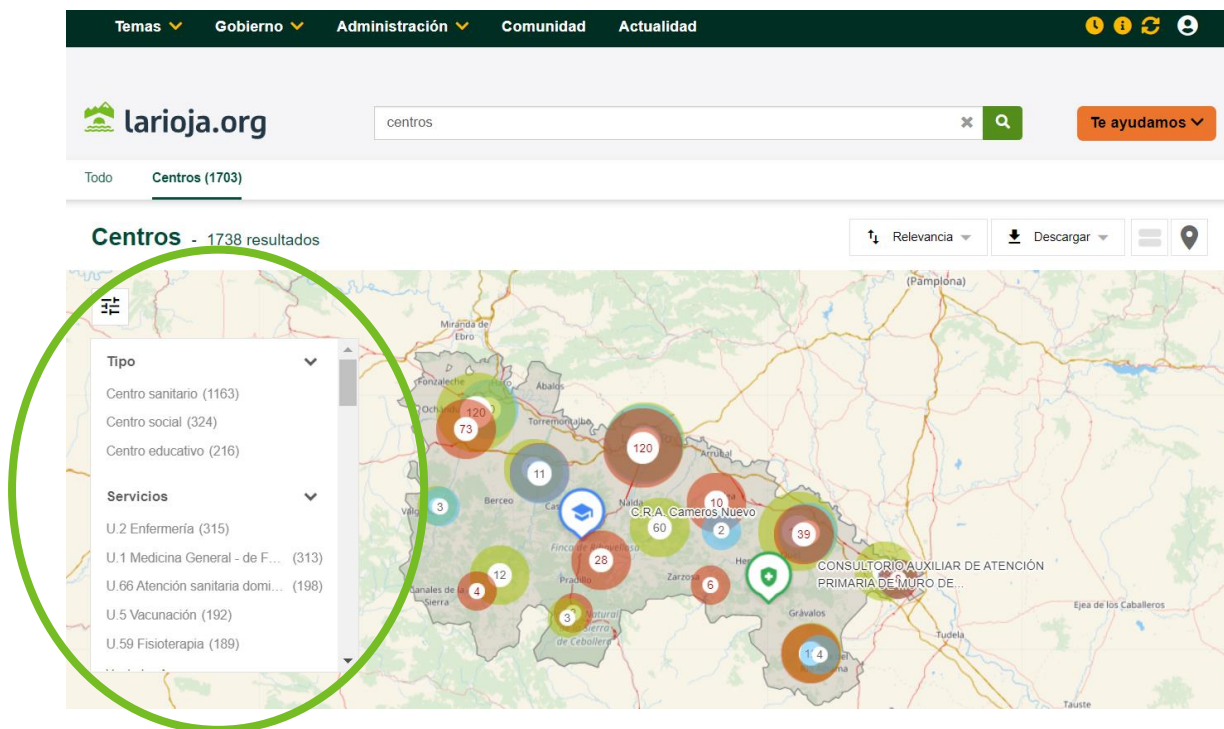 Temas Gobierno Administración Comunidad Actualidad
larioja.org
centros
Te ayudamos
Todo Centros (1703)
Centros - 1738 resultados
Relevancia Descargar
(Pamplona)
Miranda de
Ebro
Tipo
Centro sanitario (1163)
Centro social (324)
Centro educativo (216)
Servicios
U.2 Enfermería (315)
U.1 Medicina General - de F... (313)
U.66 Atención sanitaria domi... (198)
U.5 Vacunación (192)
U.59 Fisioterapia (189)
Fonzaleche
Ábalos
120
73
Torremontalbo
120
Arrúbal
11
3
Berceo
Nalda
10
C.R.A. Cameros Nuevo
60
2
39
28
12
Pradillo
Zarzosa
6
CONSULTORIO AUXILIAR DE ATENCIÓN
PRIMARIA DE MURO DE...
Canales de la
Sierra
4
3
Natural
Sierra
de Cebollera
Grávalos
Ejea de los Caballeros
Tudela
4
Tauste